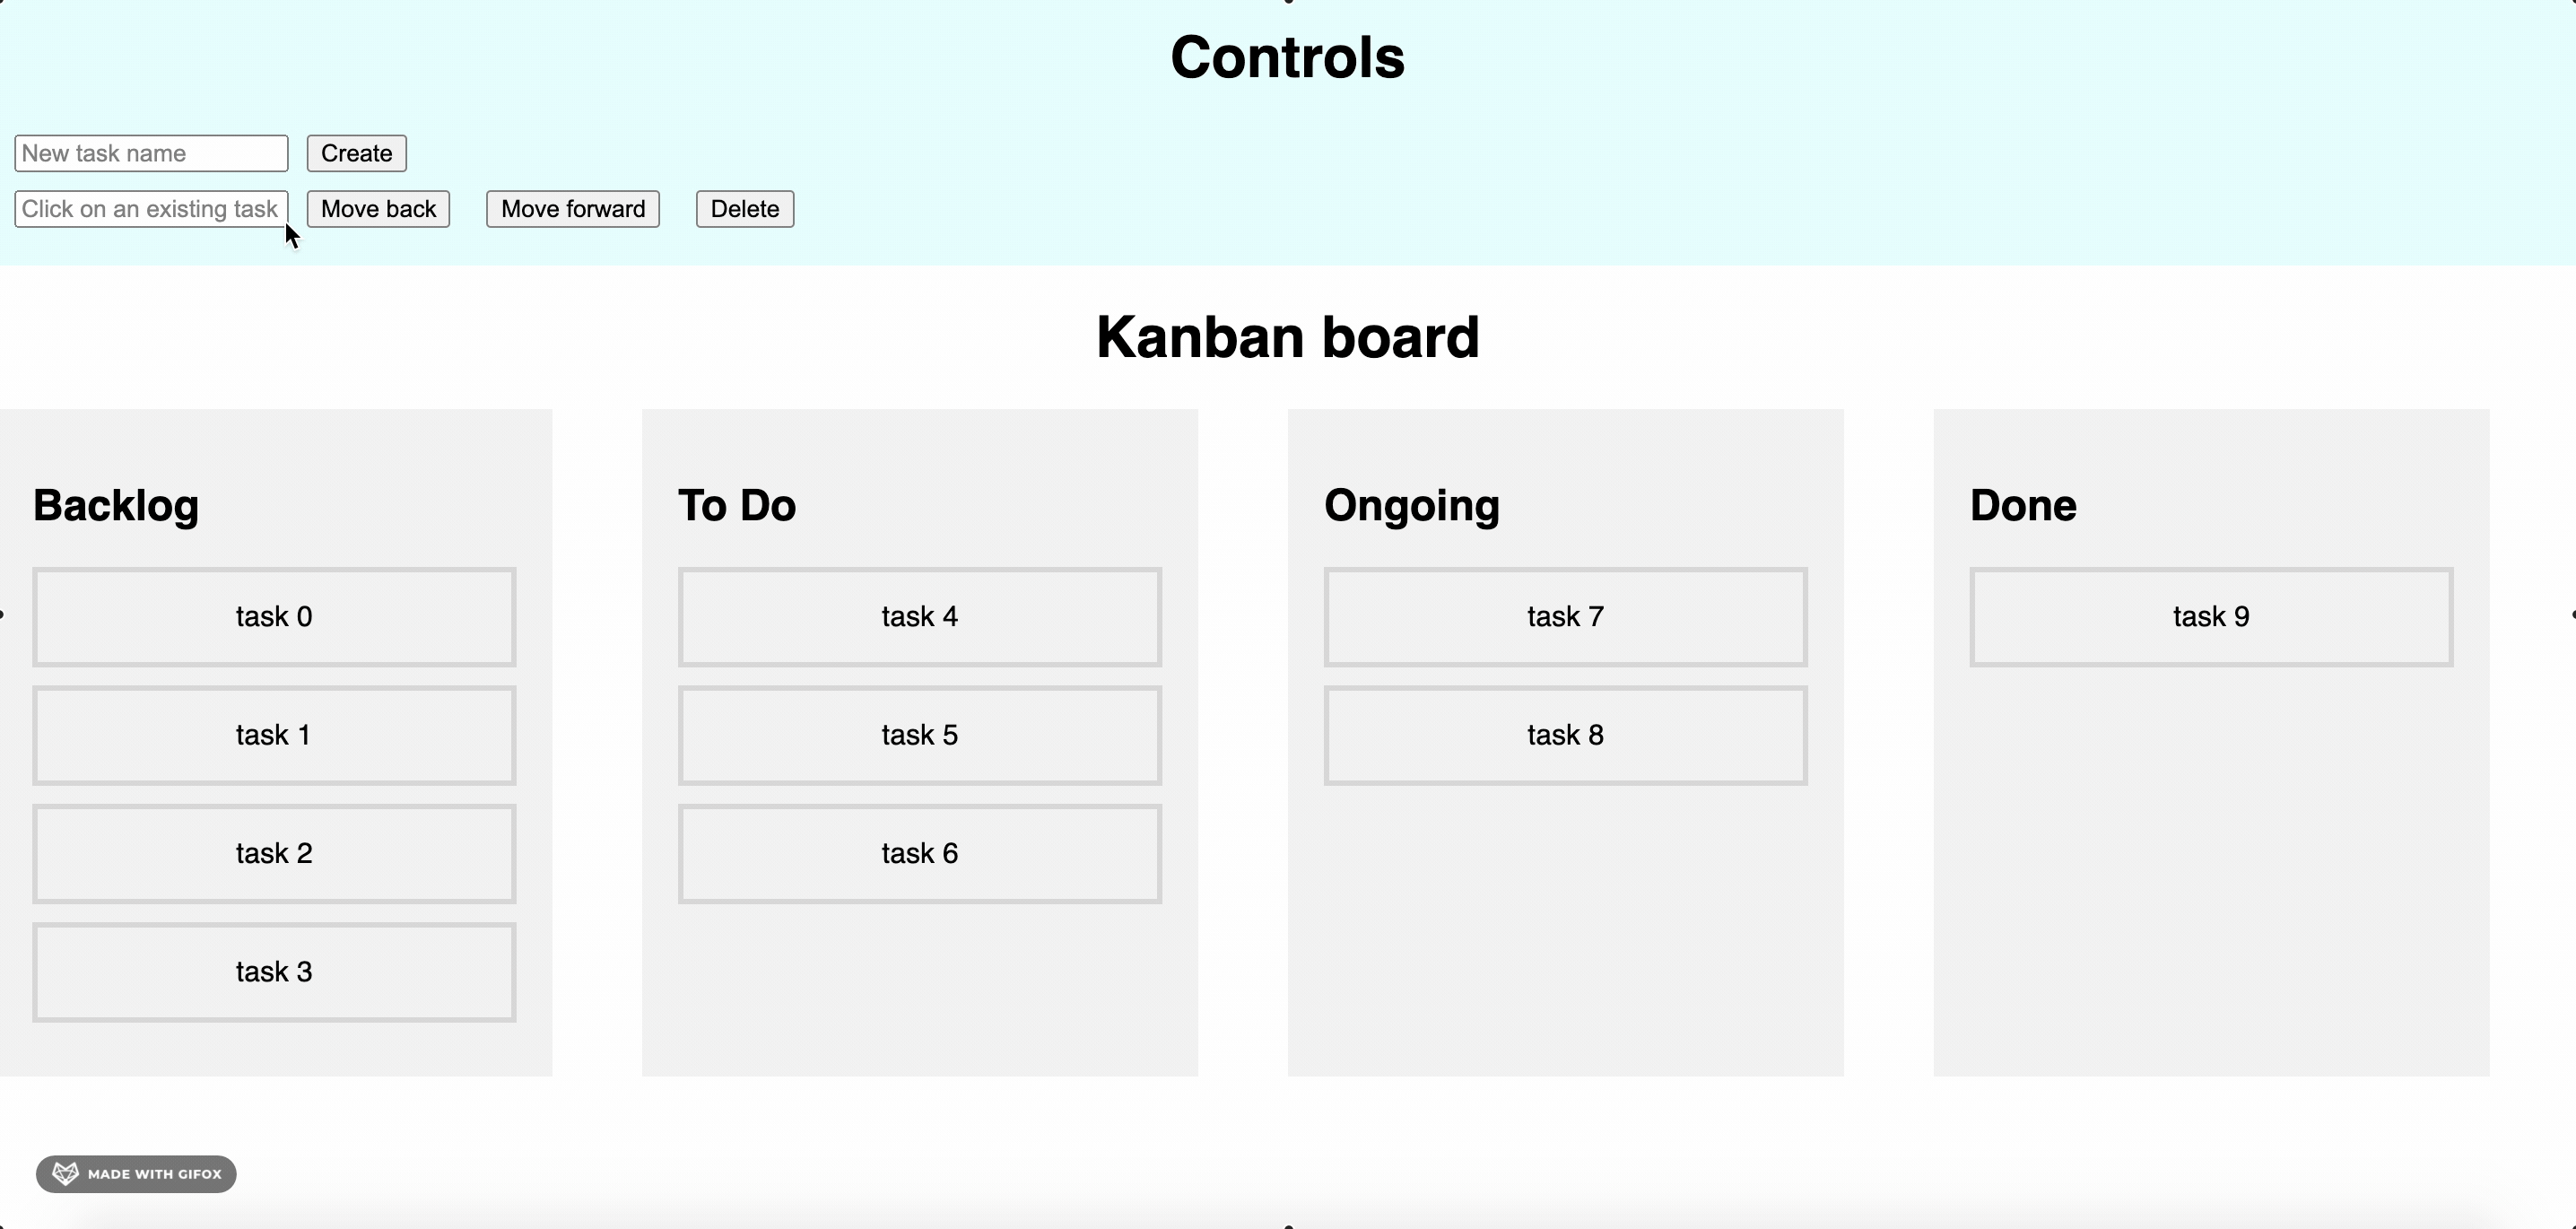 Controls
New task name Create
Click on an existing task Move back Move forward Delete
Kanban board
Backlog
task 0
task 1
task 2
task 3
To Do
task 4
task 5
task 6
Ongoing
task 7
task 8
Done
task 9
MADE WITH GIFOX